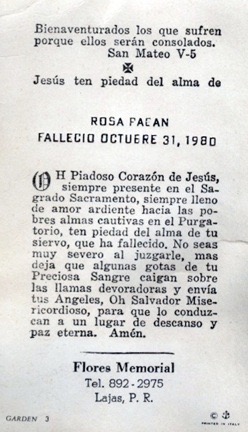 Bienaventurados los que sufren
porque ellos serán consolados.
San Mateo V-5
✠
Jesús ten piedad del alma de
ROSA PAGAN
FALLECIO OCTUBRE 31, 1980
OH Piadoso Corazón de Jesús,
siempre presente en el Sa-
grado Sacramento, siempre lleno
de amor ardiente hacia las po-
bres almas cautivas en el Purga-
torio, ten piedad del alma de tu
siervo, que ha fallecido. No seas
muy severo al juzgarle, mas
deja que algunas gotas de tu
Preciosa Sangre caigan sobre
las llamas devoradoras y envía
tus Angeles, Oh Salvador Mise-
ricordioso, para que lo conduz-
can a un lugar de descanso y
paz eterna. Amén.
Flores Memorial
Tel. 892-2975
Lajas, P. R.
GARDEN 3
©
PRINTED IN ITALY